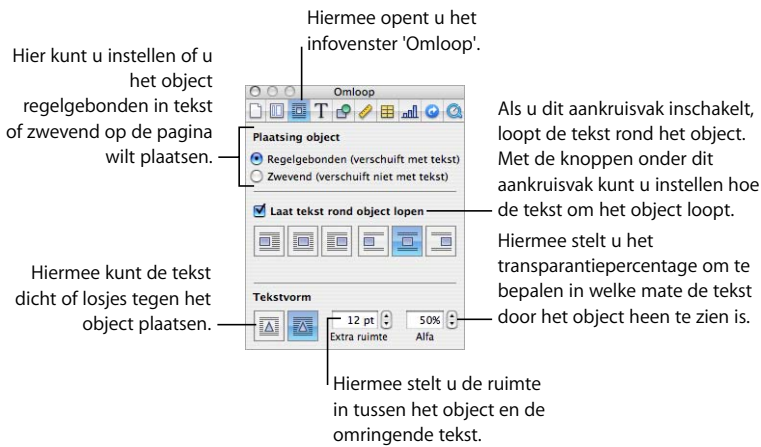 Hiermee opent u het
infovenster 'Omloop'.
Hier kunt u instellen of u
het object
regelgebonden in tekst
of zwevend op de pagina
wilt plaatsen.
Omloop
Plaatsing object
Regelgebonden (verschuift met tekst)
Zwevend (verschuift niet met tekst)
Laat tekst rond object lopen
Als u dit aankruisvak inschakelt,
loopt de tekst rond het object.
Met de knoppen onder dit
aankruisvak kunt u instellen hoe
de tekst om het object loopt.
Hiermee kunt de tekst
dicht of losjes tegen het
object plaatsen.
Tekstvorm
12 pt
50%
Extra ruimte
Alfa
Hiermee stelt u het
transparantiepercentage om te
bepalen in welke mate de tekst
door het object heen te zien is.
Hiermee stelt u de ruimte
in tussen het object en de
omringende tekst.